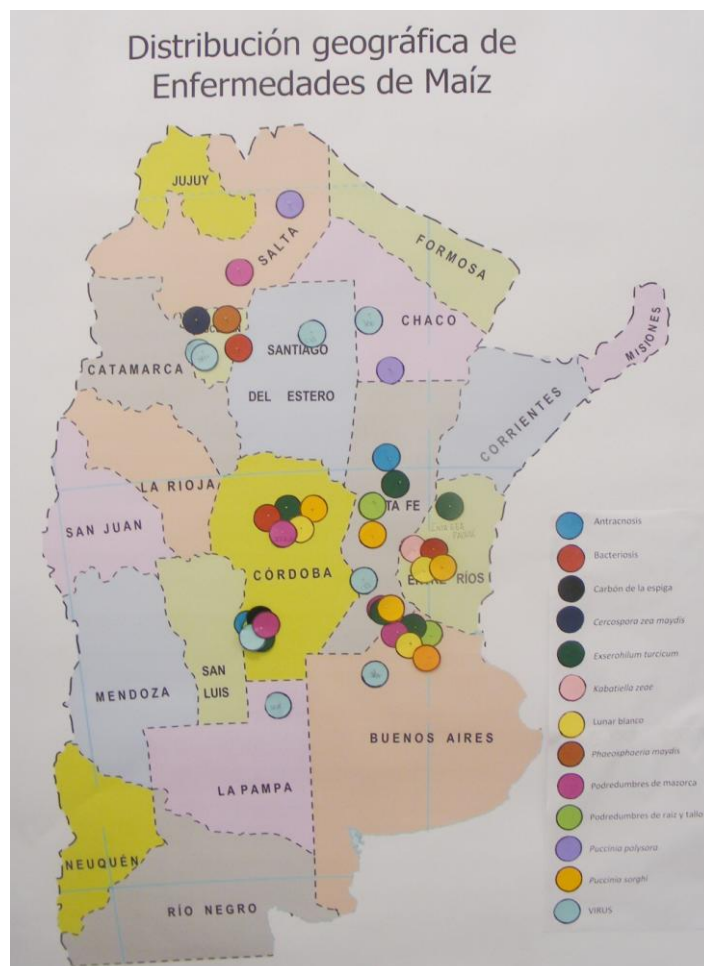 Distribución geográfica de
Enfermedades de Maíz
JUJUY
SALTA
FORMOSA
CHACO
MISIONES
CATAMARCA
SANTIAGO
DEL ESTERO
CORRIENTES
LA RIOJA
SAN JUAN
TA FE
CÓRDOBA
RÍOS
MENDOZA
SAN
LUIS
BUENOS AIRES
LA PAMPA
NEUQUÉN
RÍO NEGRO
Antracnosis
Bacteriosis
Carbón de la espiga
Cercospora zea maydis
Exserohilum turcicum
Kabatiella zeae
Lunar blanco
Phaeosphaeria maydis
Podredumbres de mazorca
Podredumbres de raíz y tallo
Puccinia polysora
Puccinia sorghi
VIRUS